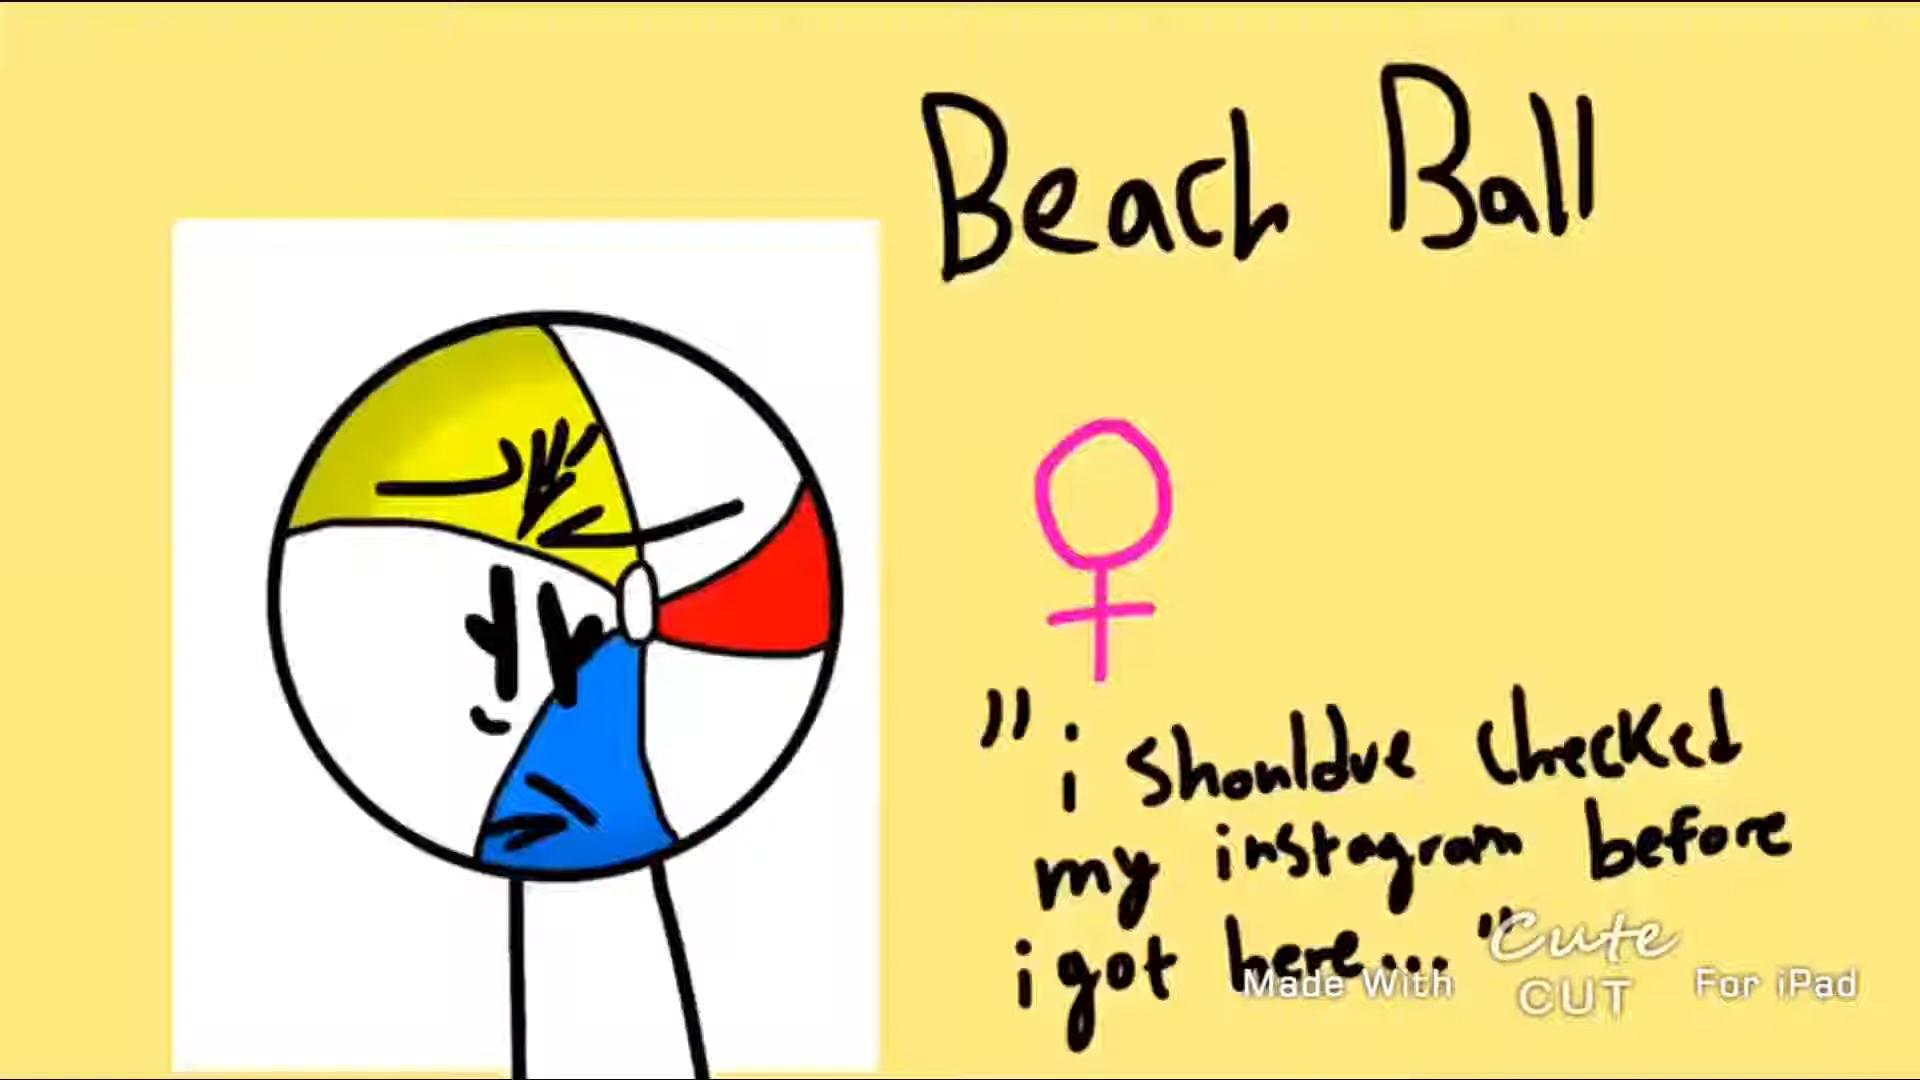 Beach Ball
"i shouldve checked
my instagram before
i got here..."
Made With Cute CUT For iPad